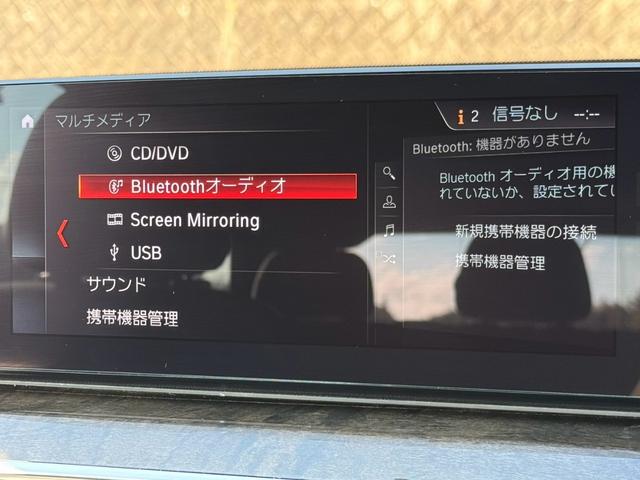 マルチメディア
CD/DVD
Bluetoothオーディオ
Screen Mirroring
USB
サウンド
携帯機器管理
i 2 信号なし --:--
Bluetooth: 機器がありません
Bluetooth オーディオ用の機
れていないか、設定されてい
新規携帯機器の接続
携帯機器管理